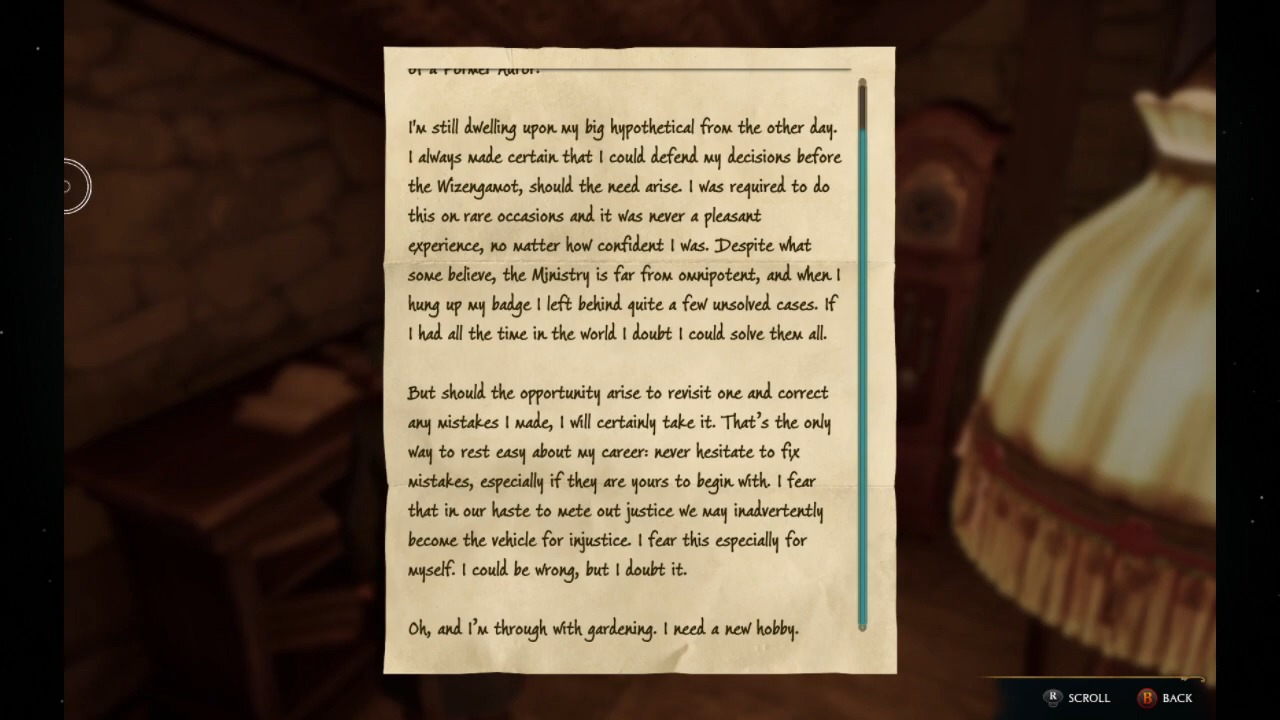 of a Former Auror.
I'm still dwelling upon my big hypothetical from the other day.
I always made certain that I could defend my decisions before
the Wizengamot, should the need arise. I was required to do
this on rare occasions and it was never a pleasant
experience, no matter how confident I was. Despite what
some believe, the Ministry is far from omnipotent, and when I
hung up my badge I left behind quite a few unsolved cases. If
I had all the time in the world I doubt I could solve them all.
But should the opportunity arise to revisit one and correct
any mistakes I made, I will certainly take it. That's the only
way to rest easy about my career: never hesitate to fix
mistakes, especially if they are yours to begin with. I fear
that in our haste to mete out justice we may inadvertently
become the vehicle for injustice. I fear this especially for
myself. I could be wrong, but I doubt it.
Oh, and I'm through with gardening. I need a new hobby.
R SCROLL B BACK